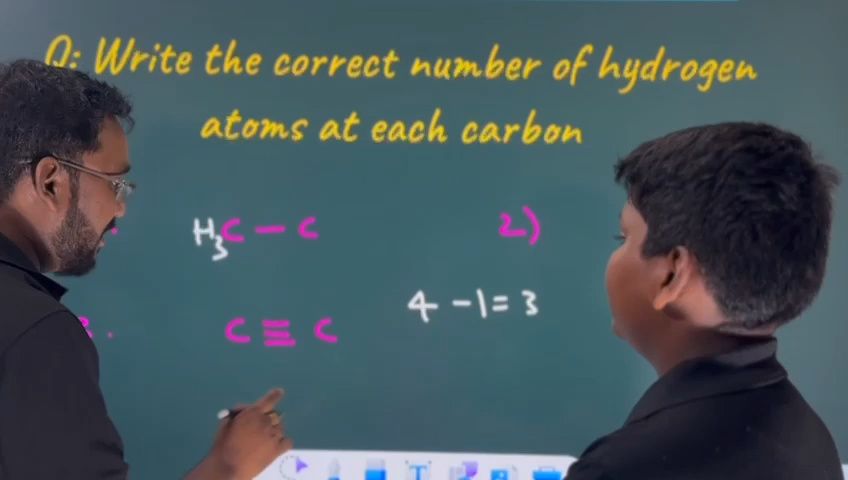 Q: Write the correct number of hydrogen
atoms at each carbon
H₃C — C
2)
4 - 1 = 3
C ≡ C